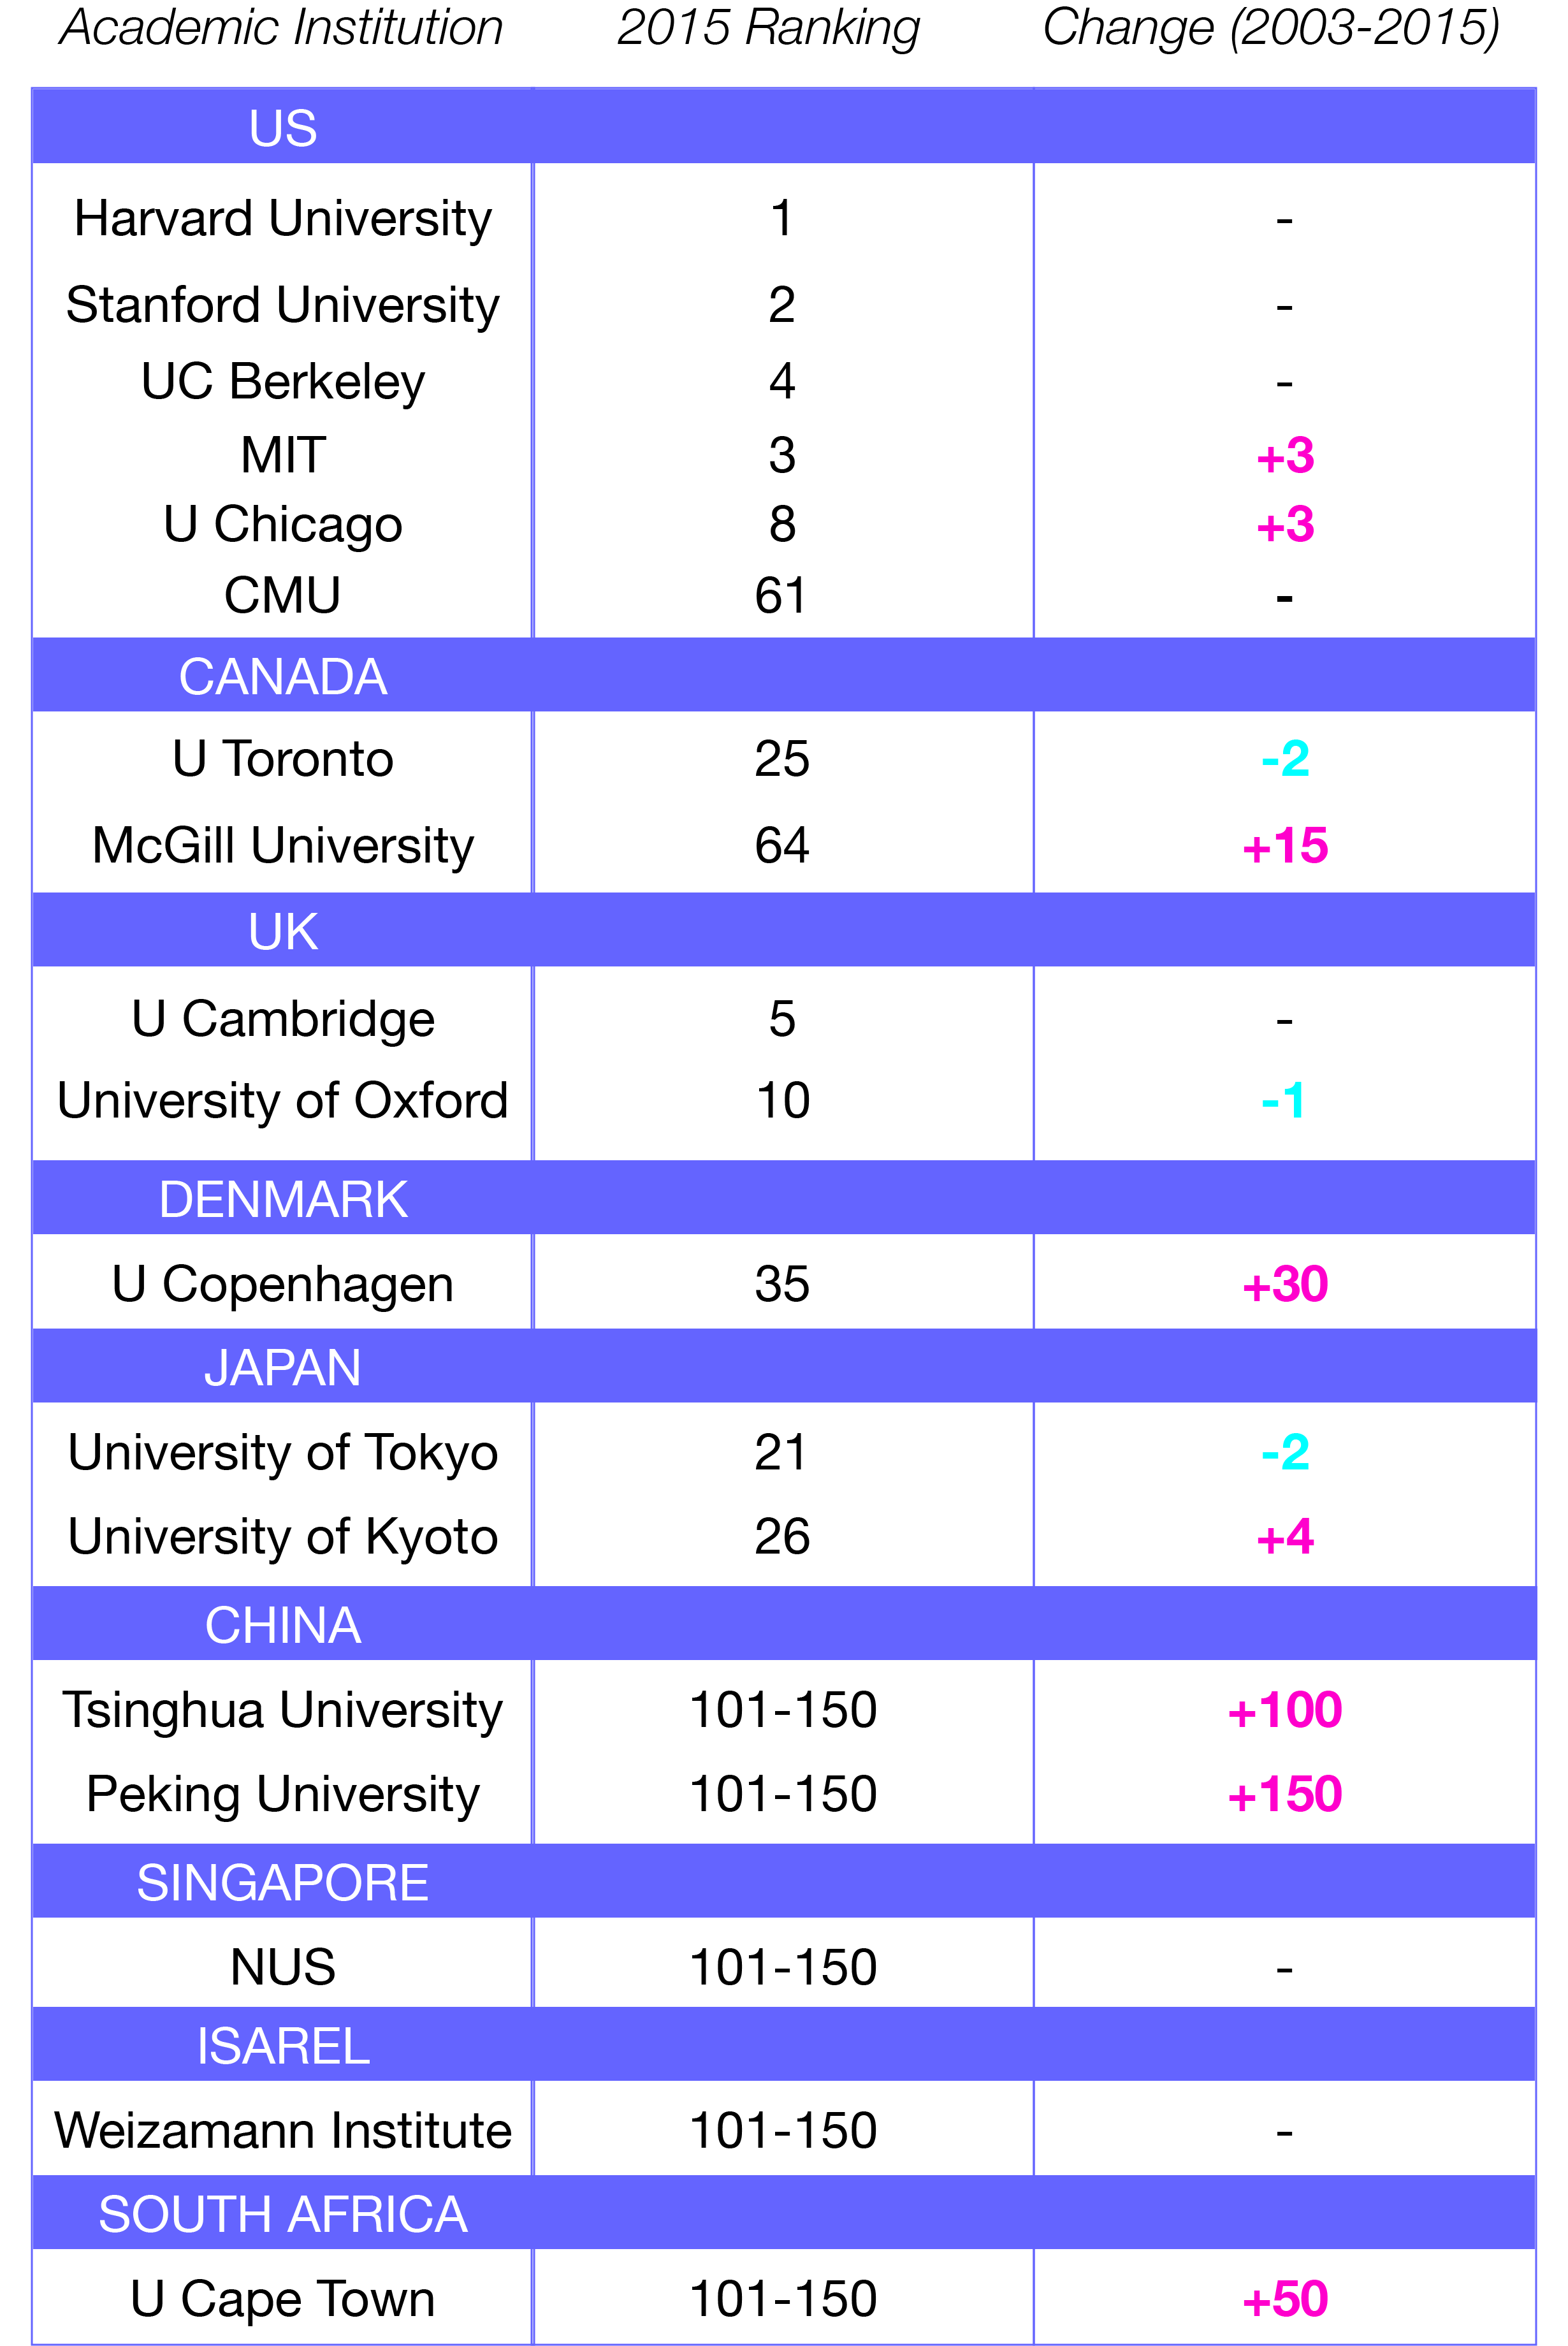 Academic Institution 2015 Ranking Change (2003-2015)
US
Harvard University 1 -
Stanford University 2 -
UC Berkeley 4 -
MIT 3 +3
U Chicago 8 +3
CMU 61 -
CANADA
U Toronto 25 -2
McGill University 64 +15
UK
U Cambridge 5 -
University of Oxford 10 -1
DENMARK
U Copenhagen 35 +30
JAPAN
University of Tokyo 21 -2
University of Kyoto 26 +4
CHINA
Tsinghua University 101-150 +100
Peking University 101-150 +150
SINGAPORE
NUS 101-150 -
ISAREL
Weizamann Institute 101-150 -
SOUTH AFRICA
U Cape Town 101-150 +50